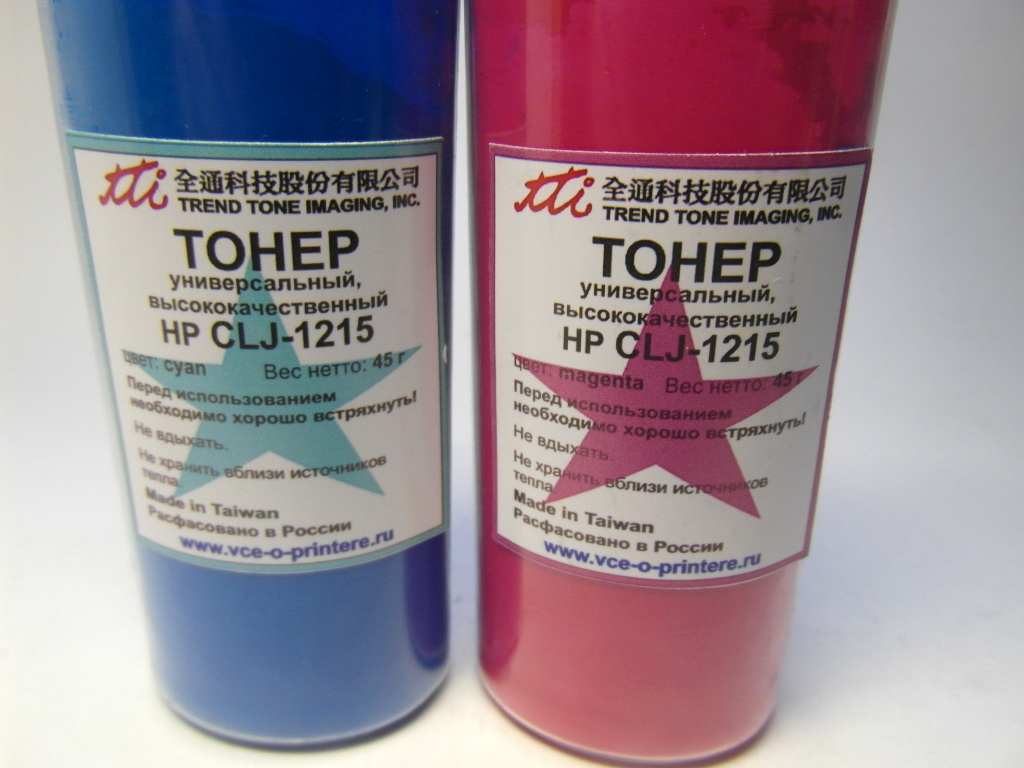 tti 全通科技股份有限公司
TREND TONE IMAGING, INC.
ТОНЕР
универсальный,
высококачественный
HP CLJ-1215
цвет: cyan Вес нетто: 45 г
Перед использованием
необходимо хорошо встряхнуть!
Не вдыхать.
Не хранить вблизи источников
тепла
Made in Taiwan
Расфасовано в России
www.vce-o-printere.ru
tti 全通科技股份有限公司
TREND TONE IMAGING, INC.
ТОНЕР
универсальный,
высококачественный
HP CLJ-1215
цвет: magenta Вес нетто: 45 г
Перед использованием
необходимо хорошо встряхнуть!
Не вдыхать.
Не хранить вблизи источников
тепла
Made in Taiwan
Расфасовано в России
www.vce-o-printere.ru